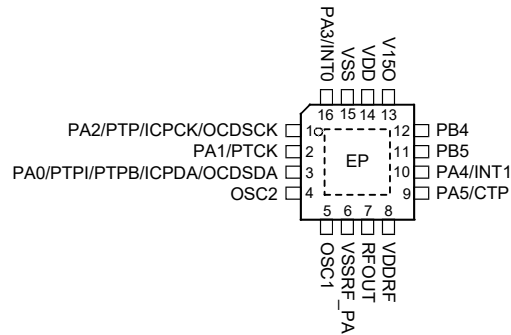 PA3/INT0
VSS
VDD
V15O
16 15 14 13
PA2/PTP/ICPCK/OCDSCK 1
PA1/PTCK 2
PA0/PTPI/PTPB/ICPDA/OCDSDA 3
OSC2 4
EP
12 PB4
11 PB5
10 PA4/INT1
9 PA5/CTP
5 6 7 8
OSC1
VSSRF_PA
RFOUT
VDDRF